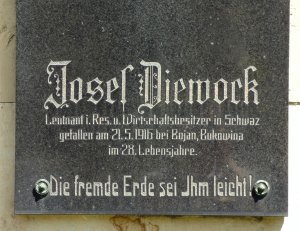 Josef Diewock
Leutnant i. Res. u. Wirtschaftsbesitzer in Schwaz
gefallen am 21.5.1916 bei Bojan, Bukowina
im 28. Lebensjahre.
Die fremde Erde sei Jhm leicht!